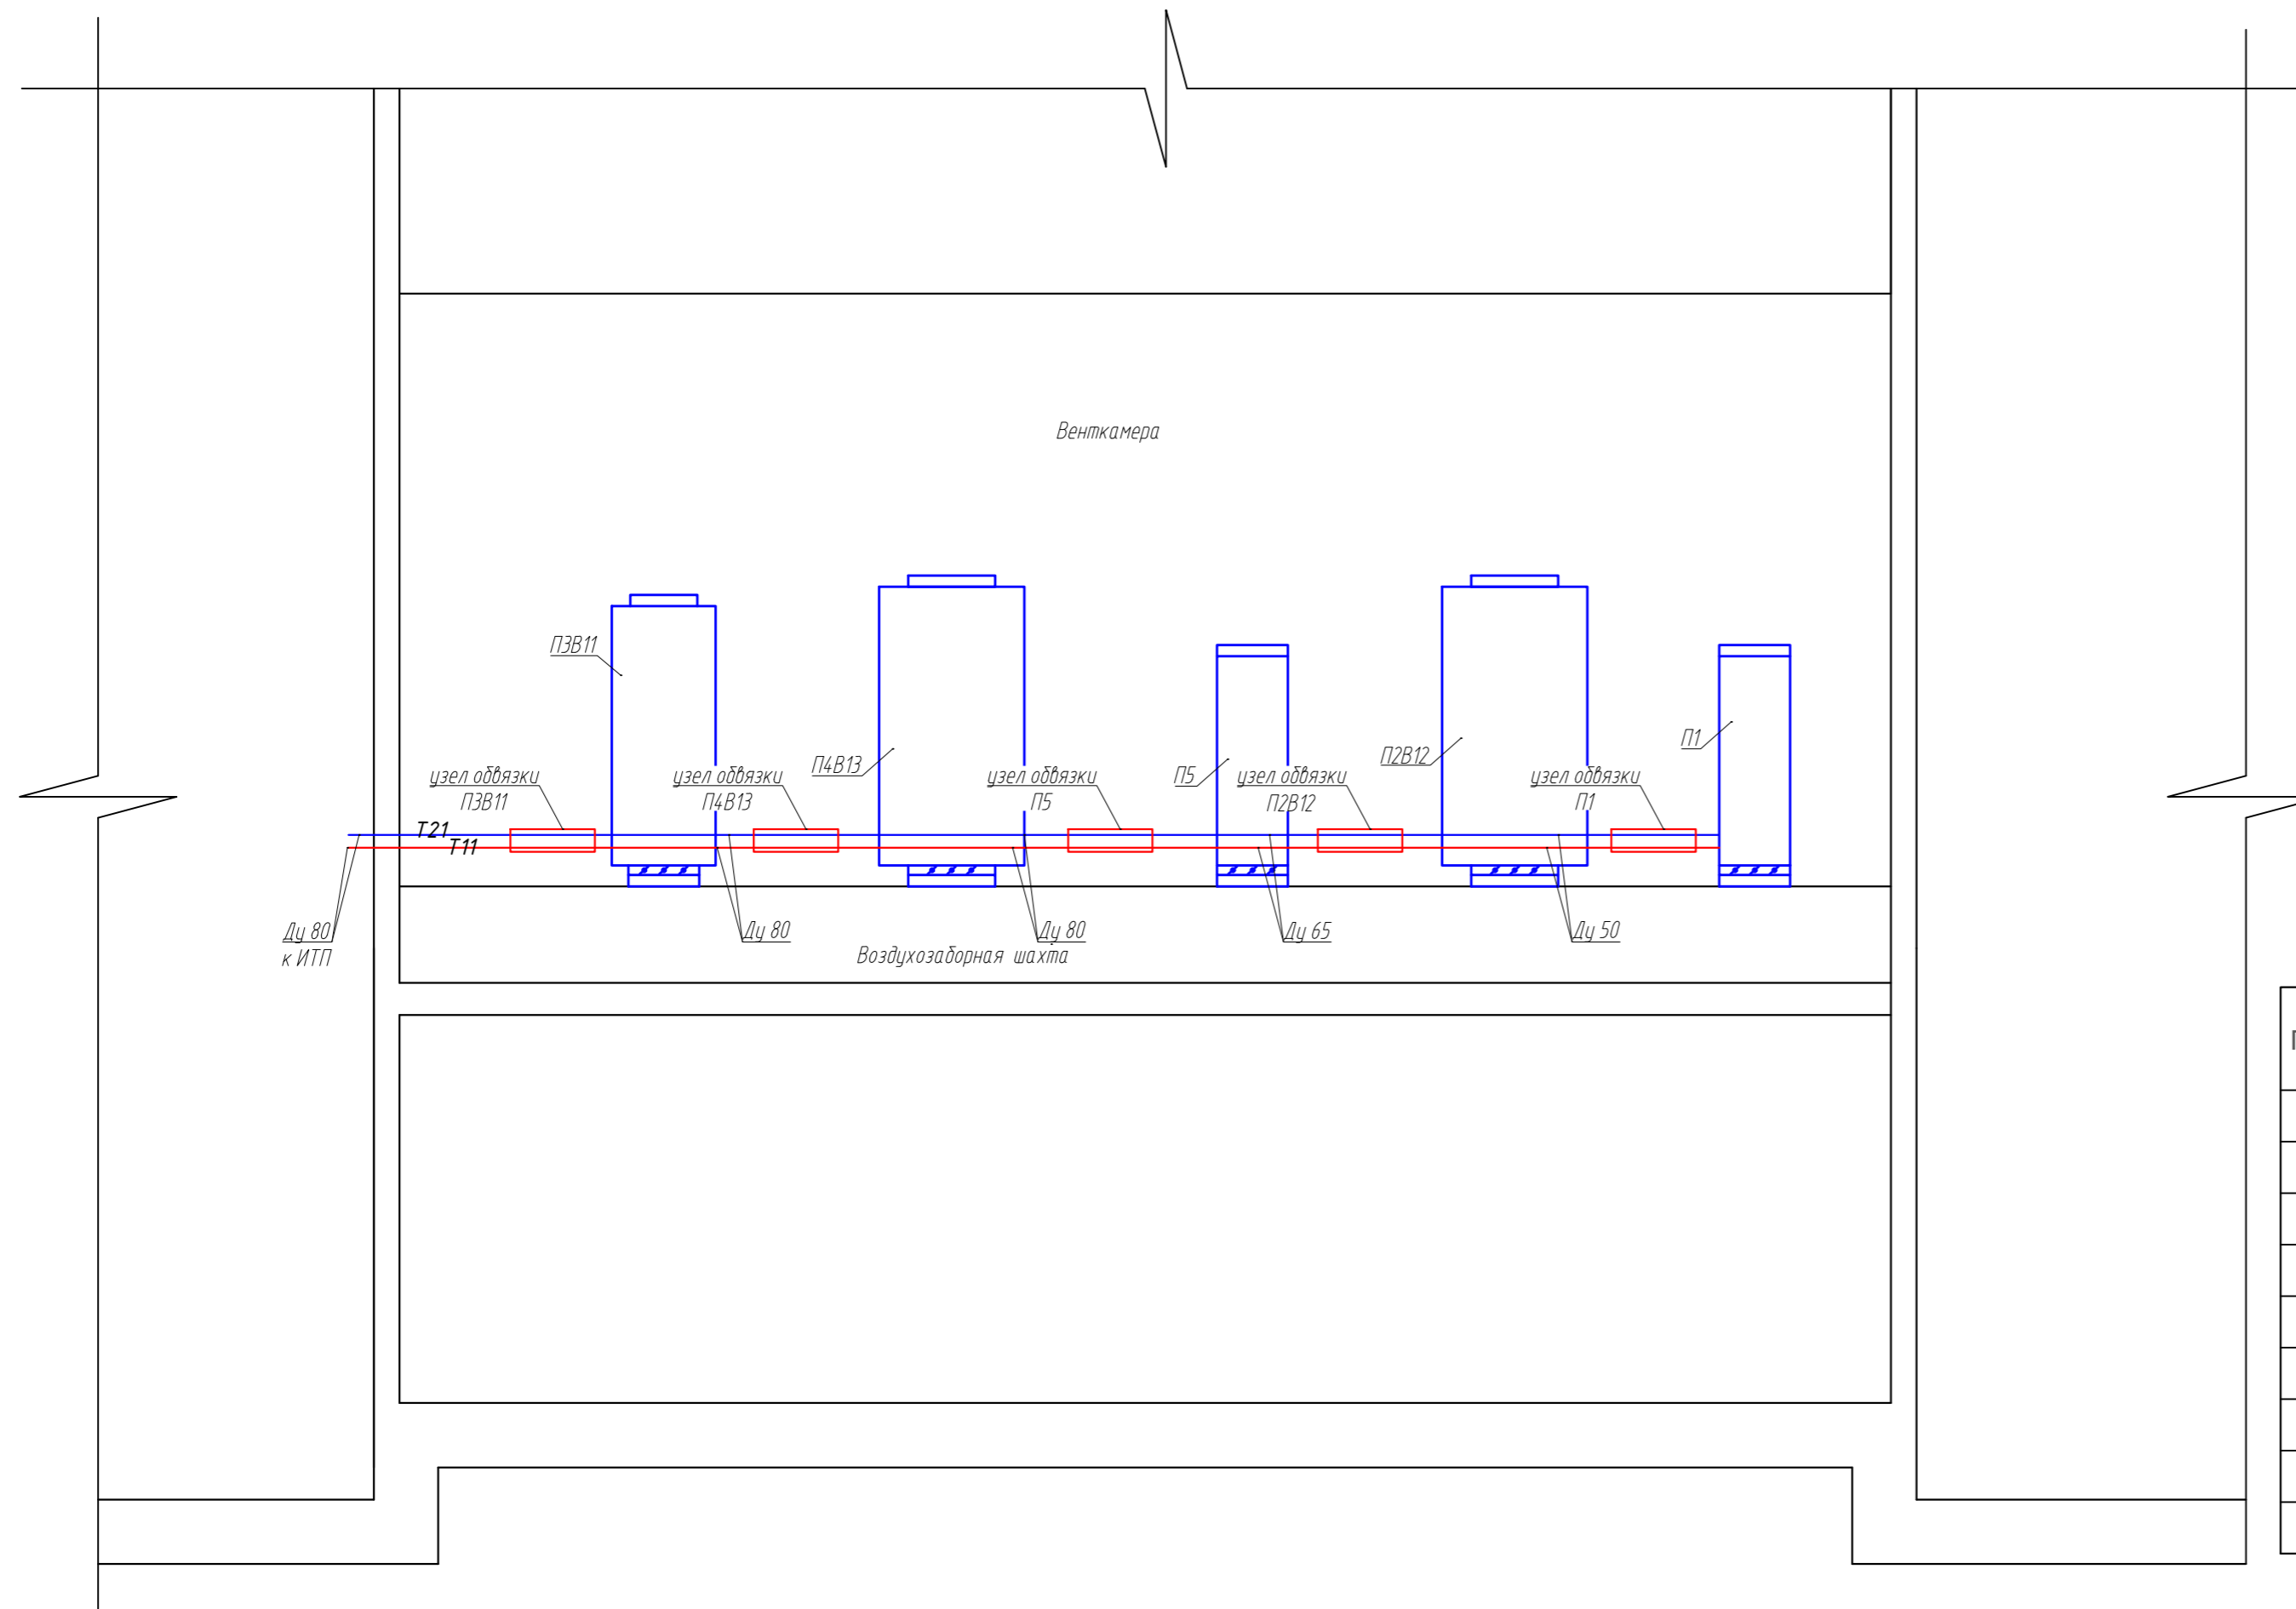 Венткамера
П3В11
П4В13
П5
П2В12
П1
узел обвязки
П3В11
узел обвязки
П4В13
узел обвязки
П5
узел обвязки
П2В12
узел обвязки
П1
Т21
Т11
Ду 80
к ИТП
Ду 80
Ду 80
Ду 65
Ду 50
Воздухозаборная шахта